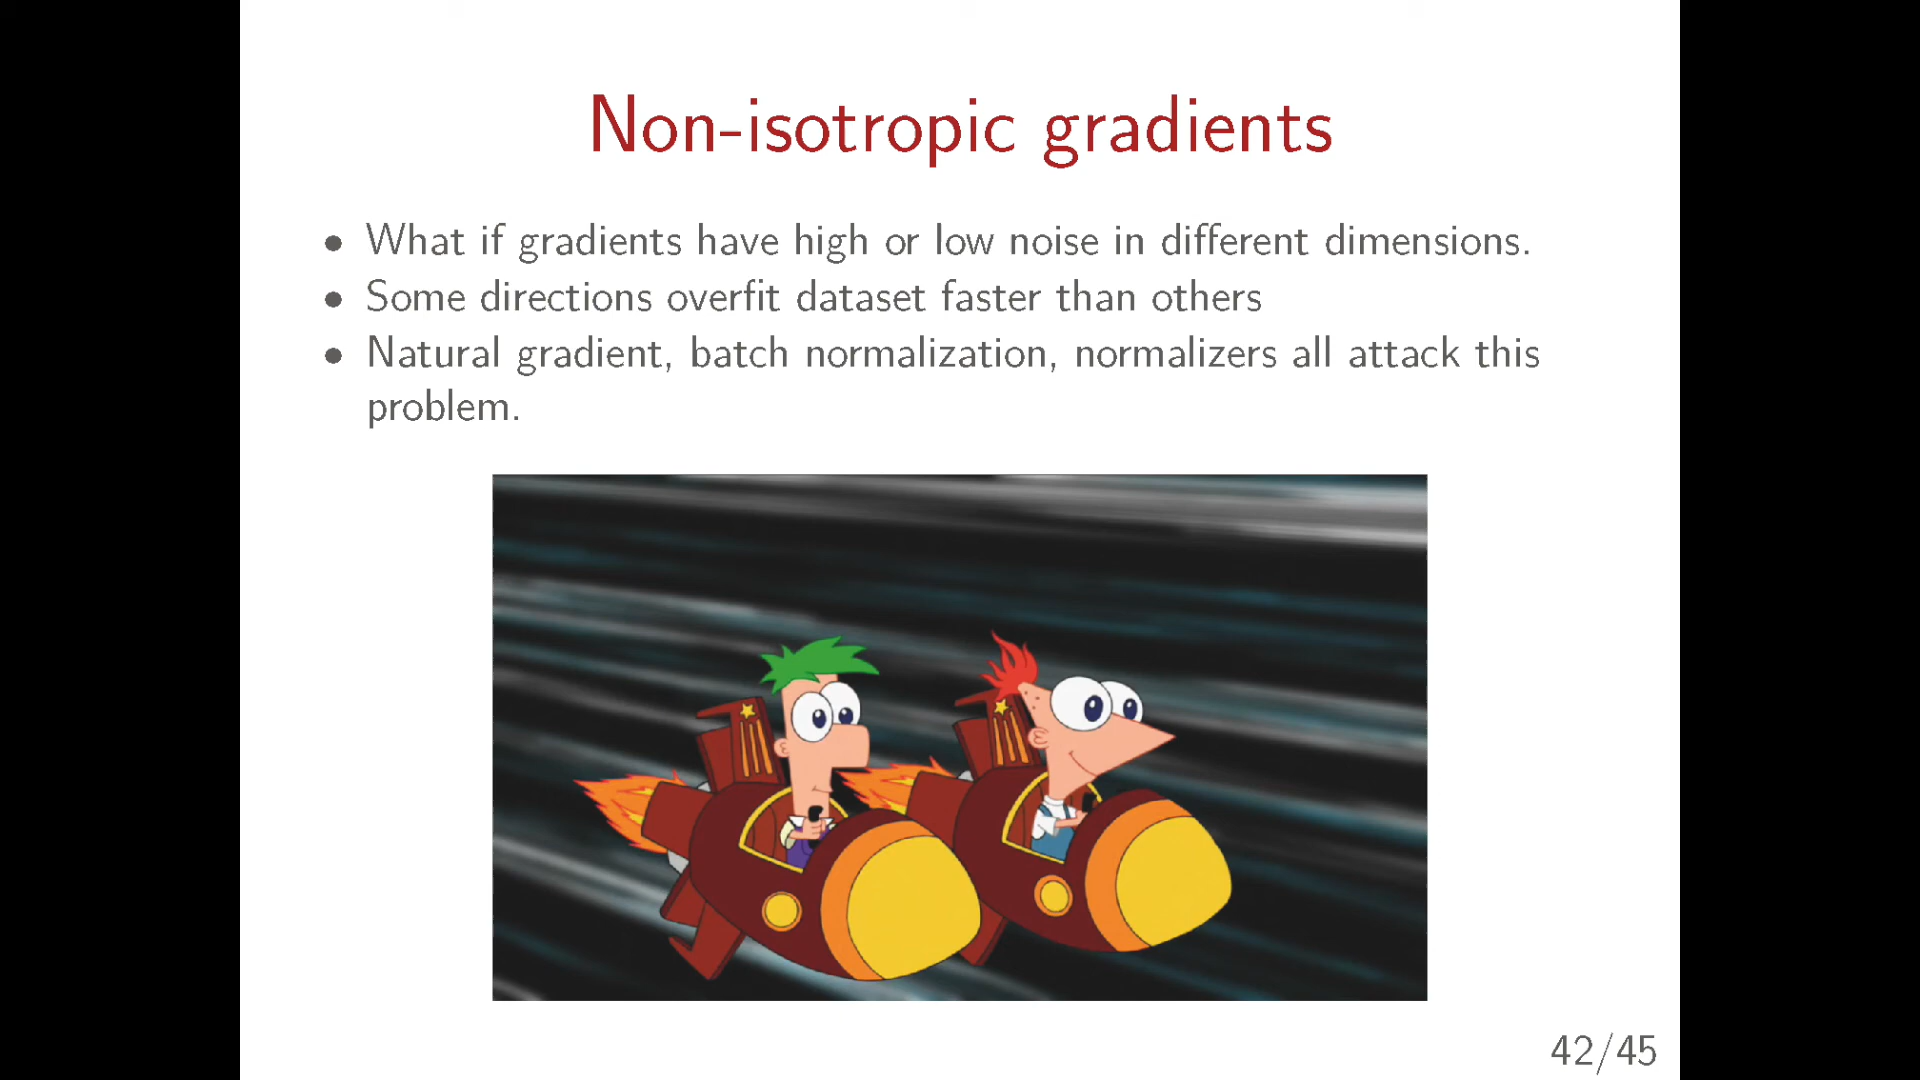 Non-isotropic gradients
• What if gradients have high or low noise in different dimensions.
• Some directions overfit dataset faster than others
• Natural gradient, batch normalization, normalizers all attack this
problem.
42/45